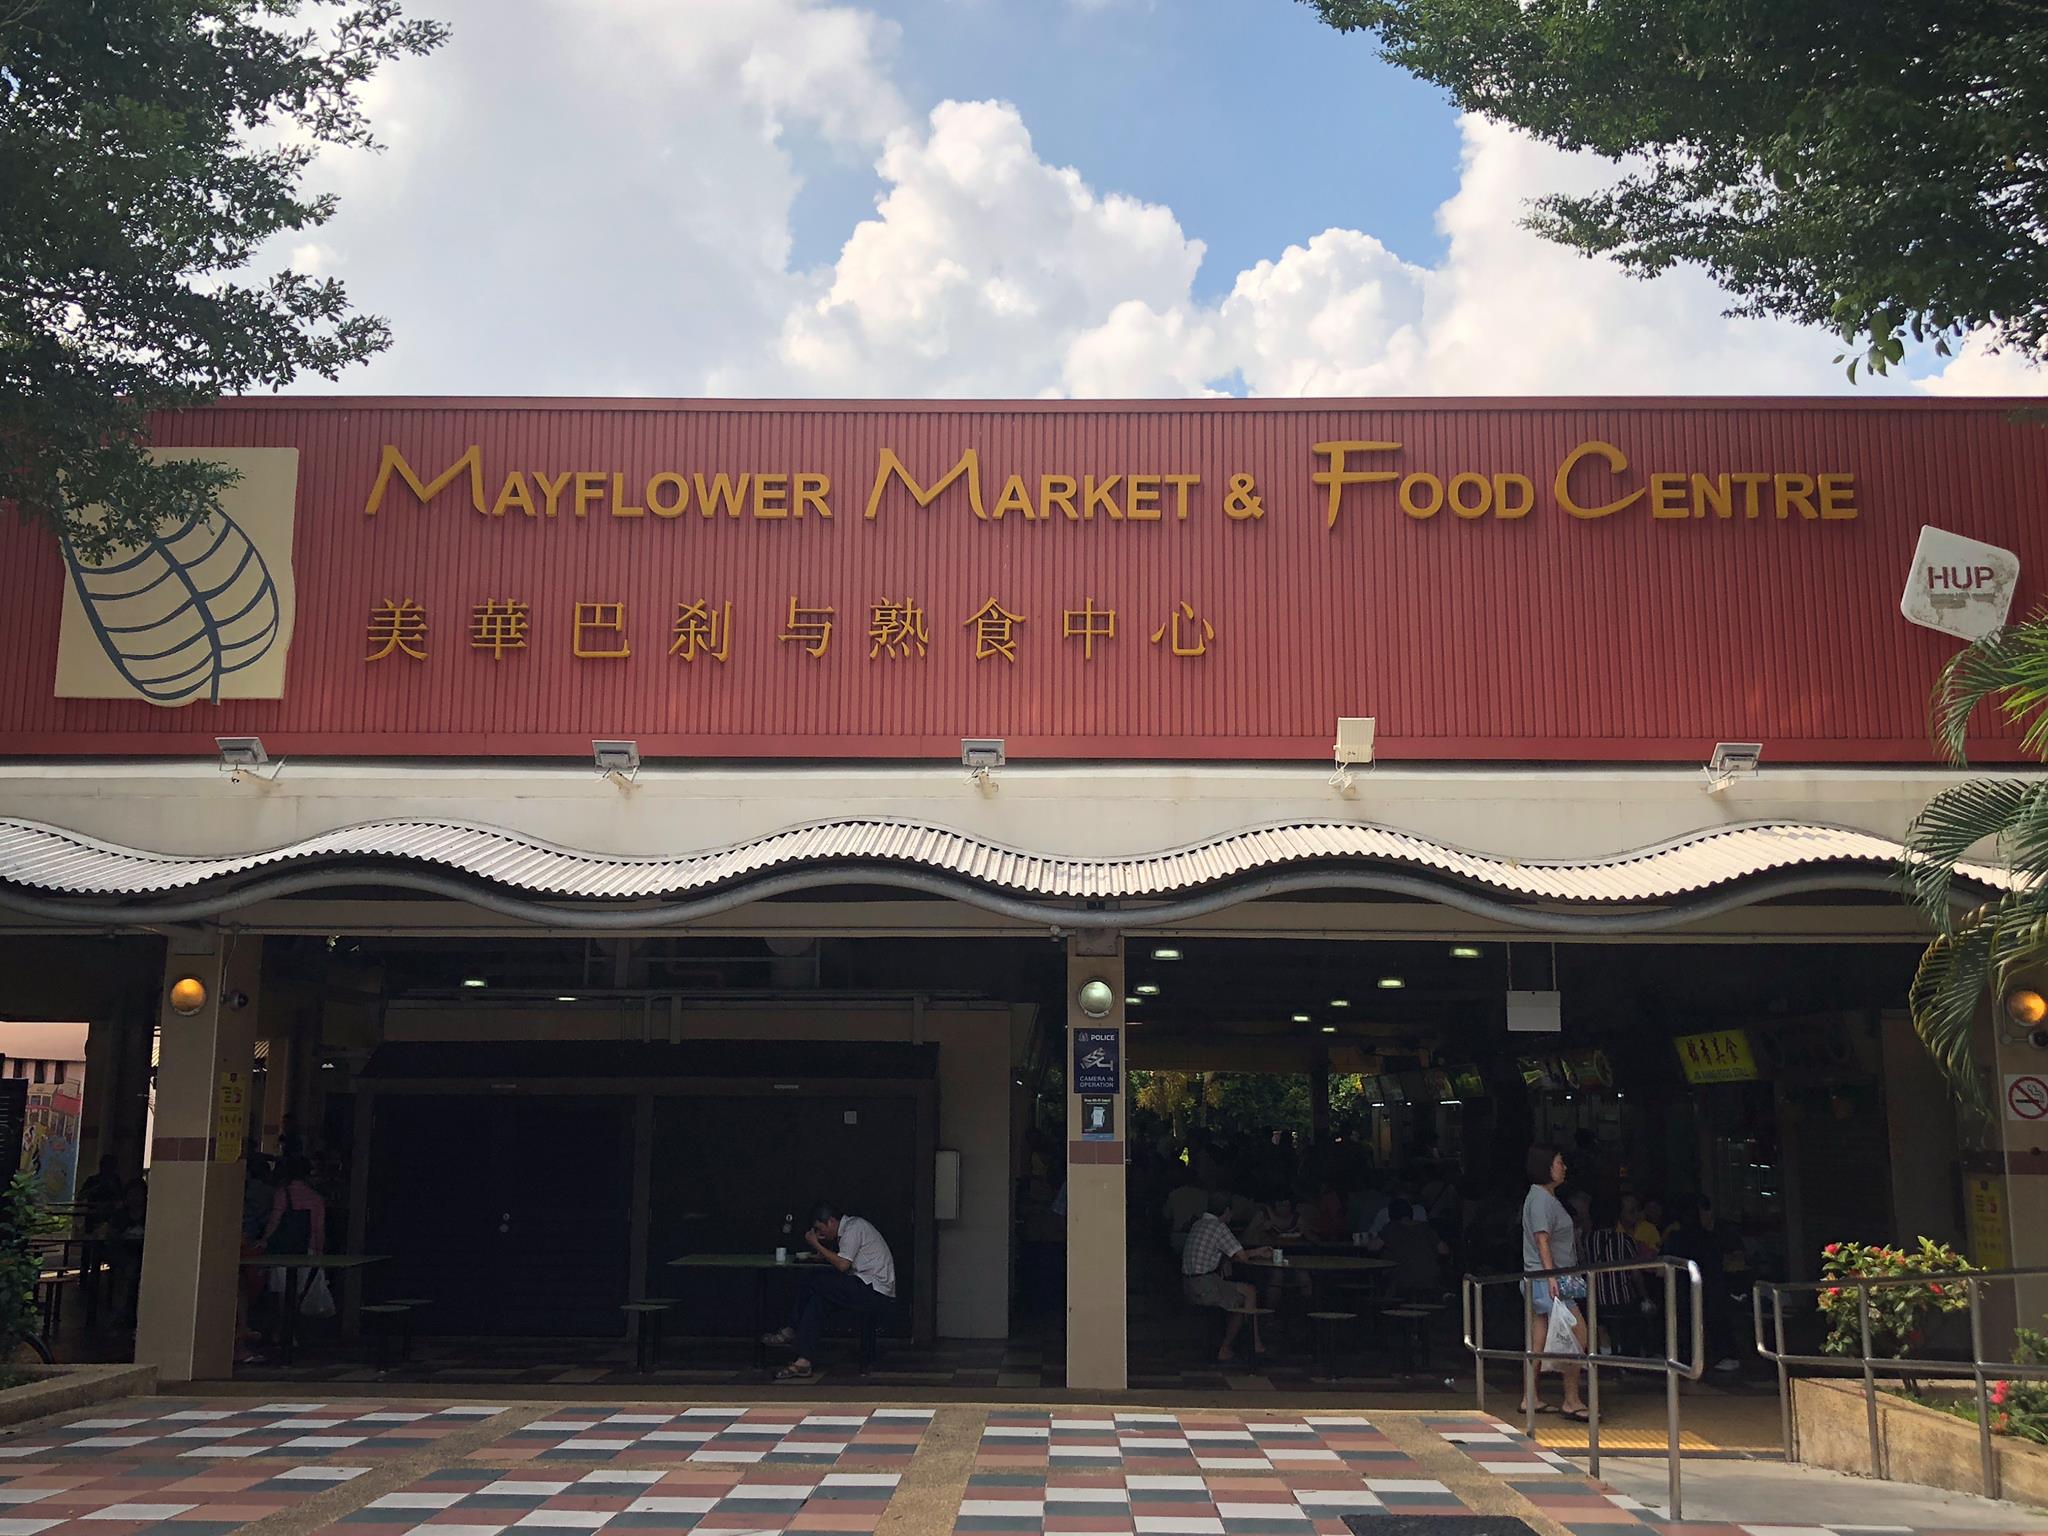 MAYFLOWER MARKET & FOOD CENTRE
美華巴刹与熟食中心
HUP
POLICE
CAMERA IN
OPERATION